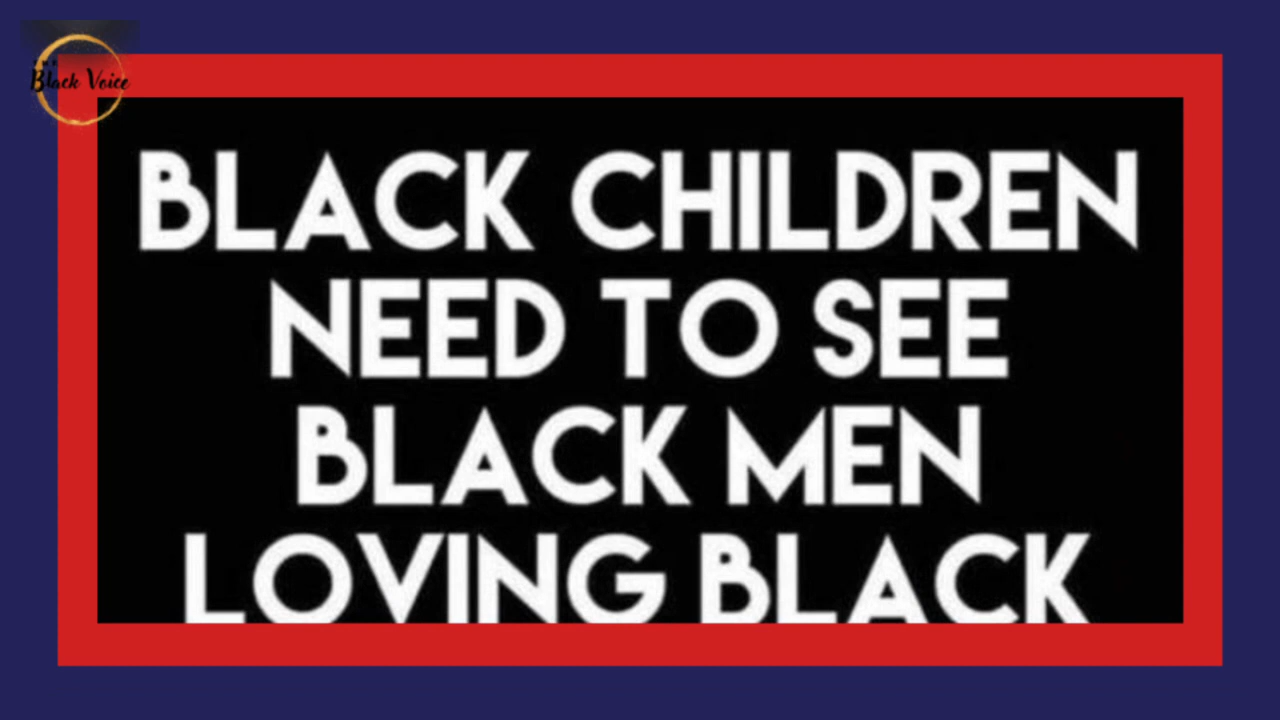 Black Voice
BLACK CHILDREN
NEED TO SEE
BLACK MEN
LOVING BLACK